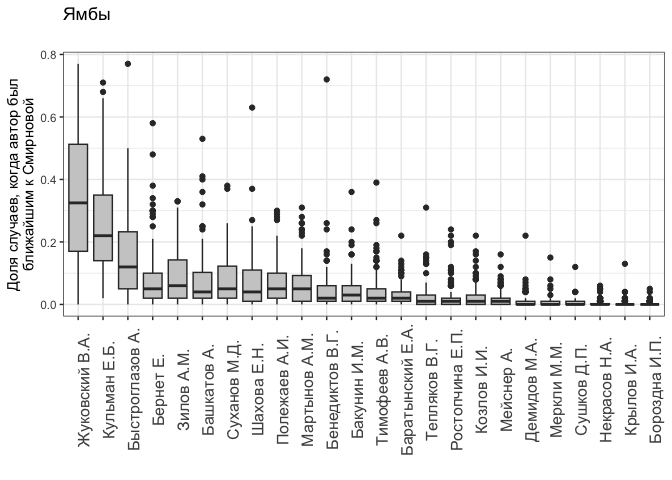 Ямбы
Доля случаев, когда автор был
ближайшим к Смирновой
0.8
0.6
0.4
0.2
0.0
Жуковский В.А.
Кульман Е.Б.
Быстроглазов А.
Бернет Е.
Зилов А.М.
Башкатов А.
Суханов М.Д.
Шахова Е.Н.
Полежаев А.И.
Мартынов А.М.
Бенедиктов В.Г.
Бакунин И.М.
Тимофеев А.В.
Баратынский Е.А.
Тепляков В.Г.
Ростопчина Е.П.
Козлов И.И.
Мейснер А.
Демидов М.А.
Меркли М.М.
Сушков Д.П.
Некрасов Н.А.
Крылов И.А.
Бороздна И.П.